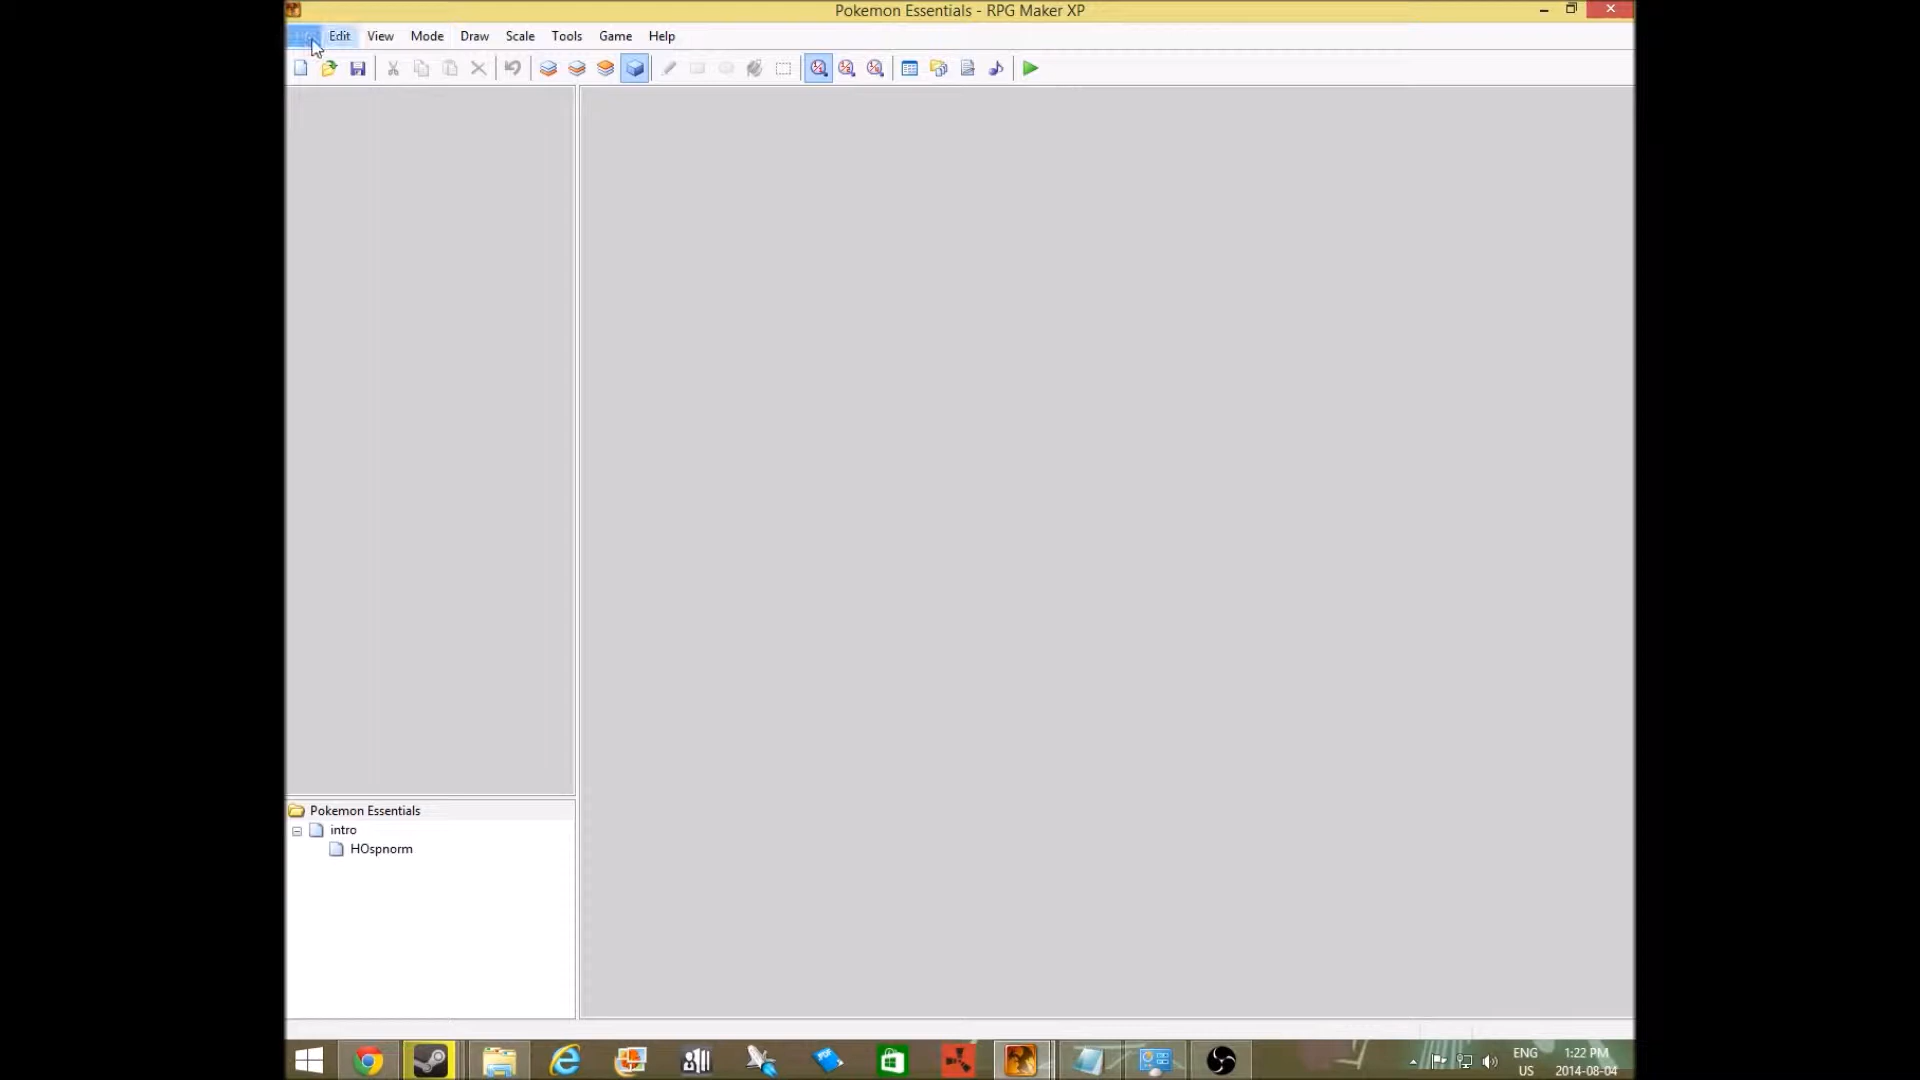 Pokemon Essentials - RPG Maker XP
Edit View Mode Draw Scale Tools Game Help
Pokemon Essentials
intro
HOspnorm
ENG 1:22 PM
US 2014-08-04